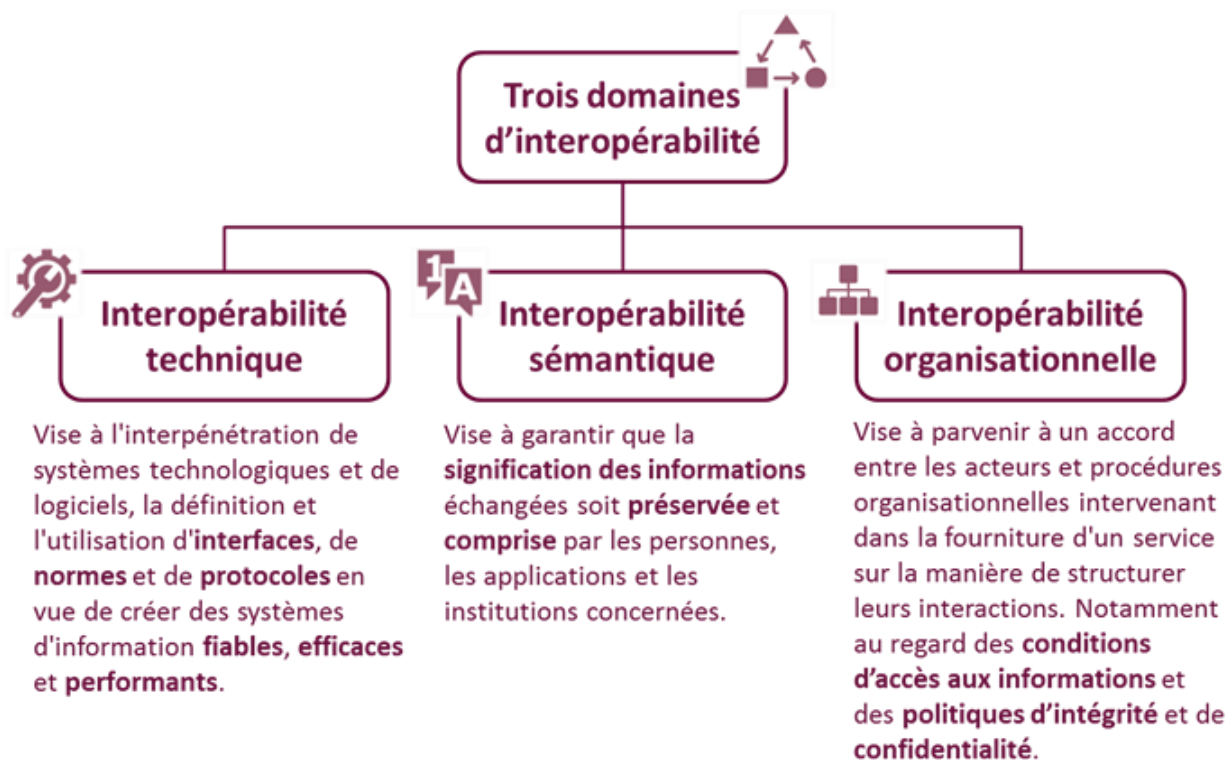 Trois domaines
d’interopérabilité
1
A
Interopérabilité
technique
Interopérabilité
sémantique
Interopérabilité
organisationnelle
Vise à l'interpénétration de
systèmes technologiques et de
logiciels, la définition et
l'utilisation d'interfaces, de
normes et de protocoles en
vue de créer des systèmes
d'information fiables, efficaces
et performants.
Vise à garantir que la
signification des informations
échangées soit préservée et
comprise par les personnes,
les applications et les
institutions concernées.
Vise à parvenir à un accord
entre les acteurs et procédures
organisationnelles intervenant
dans la fourniture d'un service
sur la manière de structurer
leurs interactions. Notamment
au regard des conditions
d’accès aux informations et
des politiques d’intégrité et de
confidentialité.